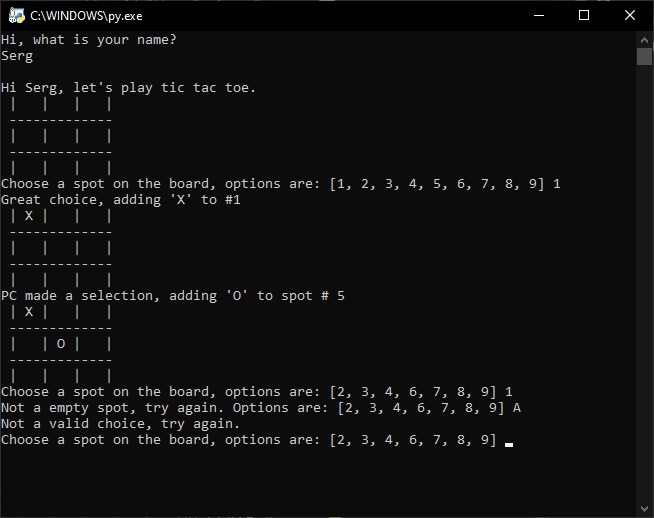 C:\WINDOWS\py.exe
Hi, what is your name?
Serg

Hi Serg, let's play tic tac toe.
 |   |   |   |
 -------------
 |   |   |   |
 -------------
 |   |   |   |
Choose a spot on the board, options are: [1, 2, 3, 4, 5, 6, 7, 8, 9] 1
Great choice, adding 'X' to #1
 | X |   |   |
 -------------
 |   |   |   |
 -------------
 |   |   |   |
PC made a selection, adding 'O' to spot # 5
 | X |   |   |
 -------------
 |   | O |   |
 -------------
 |   |   |   |
Choose a spot on the board, options are: [2, 3, 4, 6, 7, 8, 9] 1
Not a empty spot, try again. Options are: [2, 3, 4, 6, 7, 8, 9] A
Not a valid choice, try again.
Choose a spot on the board, options are: [2, 3, 4, 6, 7, 8, 9]